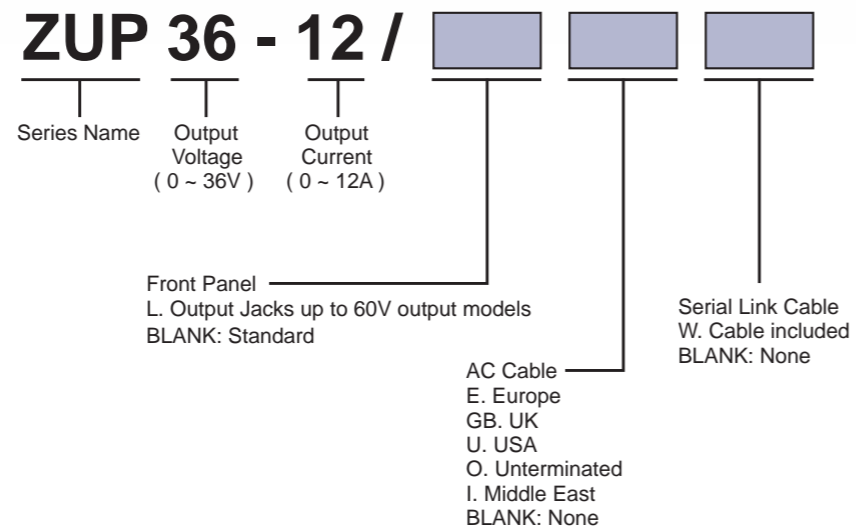 ZUP 36 - 12 /
Series Name
Output
Voltage
( 0 ~ 36V )
Output
Current
( 0 ~ 12A )
Front Panel
L. Output Jacks up to 60V output models
BLANK: Standard
AC Cable
E. Europe
GB. UK
U. USA
O. Unterminated
I. Middle East
BLANK: None
Serial Link Cable
W. Cable included
BLANK: None